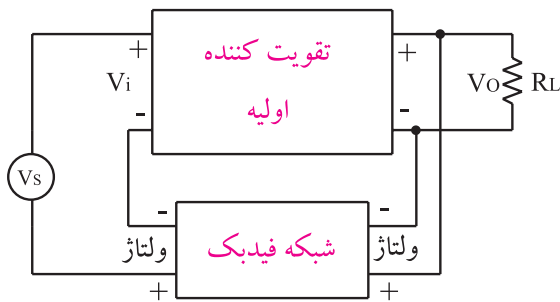 + تقویت کننده +
Vi
VO RL
- اولیه -
VS
- -
ولتاژ شبکه فیدبک ولتاژ
+ +